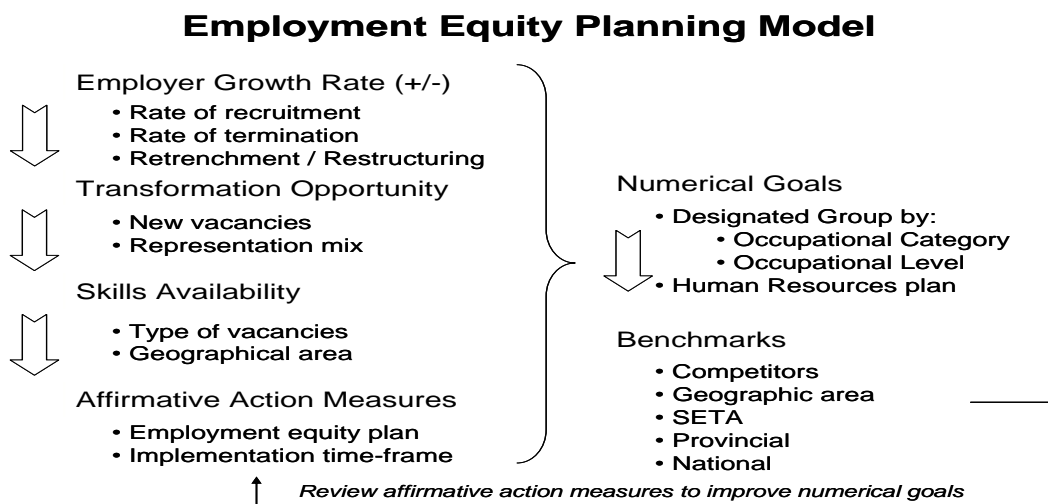 Employment Equity Planning Model
Employer Growth Rate (+/-)
• Rate of recruitment
• Rate of termination
• Retrenchment / Restructuring
Transformation Opportunity
• New vacancies
• Representation mix
Skills Availability
• Type of vacancies
• Geographical area
Affirmative Action Measures
• Employment equity plan
• Implementation time-frame
Numerical Goals
• Designated Group by:
• Occupational Category
• Occupational Level
• Human Resources plan
Benchmarks
• Competitors
• Geographic area
• SETA
• Provincial
• National
Review affirmative action measures to improve numerical goals